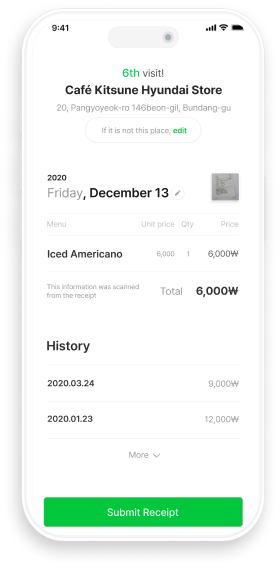 9:41
6th visit!
Café Kitsune Hyundai Store
20, Pangyoyeok-ro 146beon-gil, Bundang-gu
If it is not this place, edit
2020
Friday, December 13
Menu Unit price Qty Price
Iced Americano 6,000 1 6,000₩
This information was scanned
from the receipt
Total 6,000₩
History
2020.03.24 9,000₩
2020.01.23 12,000₩
More
Submit Receipt